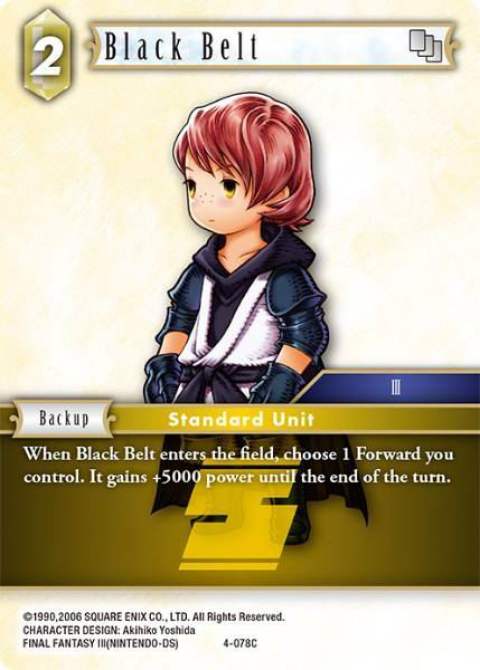 2
Black Belt
III
Backup
Standard Unit
When Black Belt enters the field, choose 1 Forward you
control. It gains +5000 power until the end of the turn.
©1990,2006 SQUARE ENIX CO., LTD. All Rights Reserved.
CHARACTER DESIGN: Akihiko Yoshida
FINAL FANTASY III(NINTENDO-DS)
4-078C